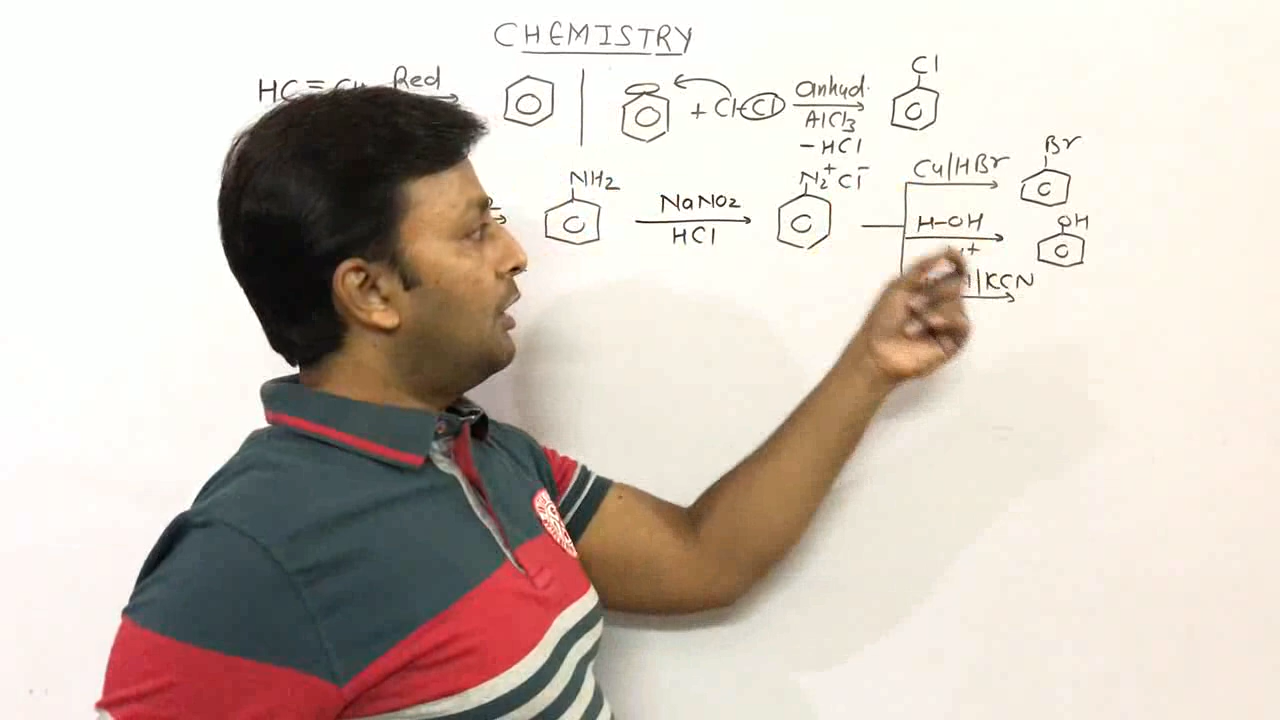 CHEMISTRY
HC≡ Red
+ Cl-Cl anhyd. AlCl3 -HCl
Cl
NH2
NaNO2
HCl
N2+Cl-
Cu|HBr
Br
H-OH
OH
|KCN